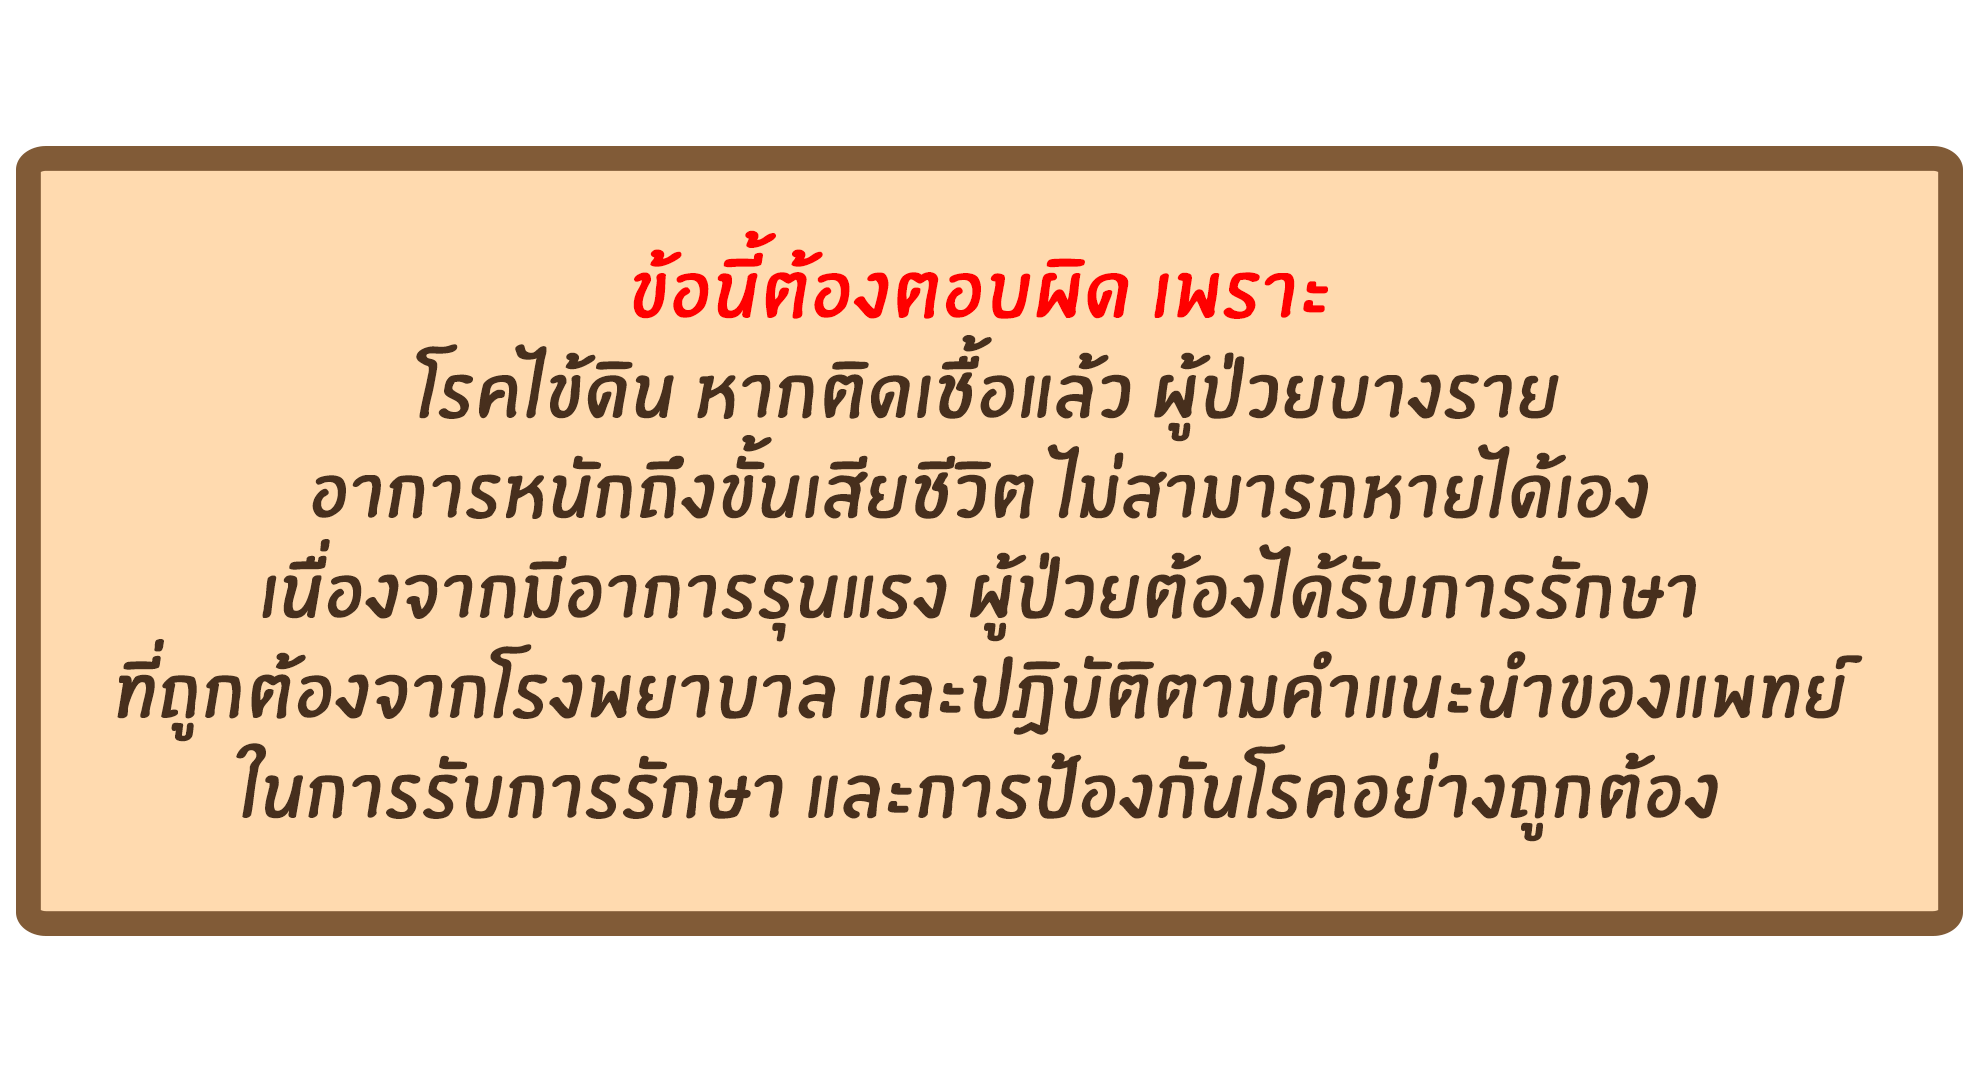 ข้อนี้ต้องตอบผิด เพราะ
โรคไข้ดิน หากติดเชื้อแล้ว ผู้ป่วยบางราย
อาการหนักถึงขั้นเสียชีวิต ไม่สามารถหายได้เอง
เนื่องจากมีอาการรุนแรง ผู้ป่วยต้องได้รับการรักษา
ที่ถูกต้องจากโรงพยาบาล และปฏิบัติตามคำแนะนำของแพทย์
ในการรับการรักษา และการป้องกันโรคอย่างถูกต้อง